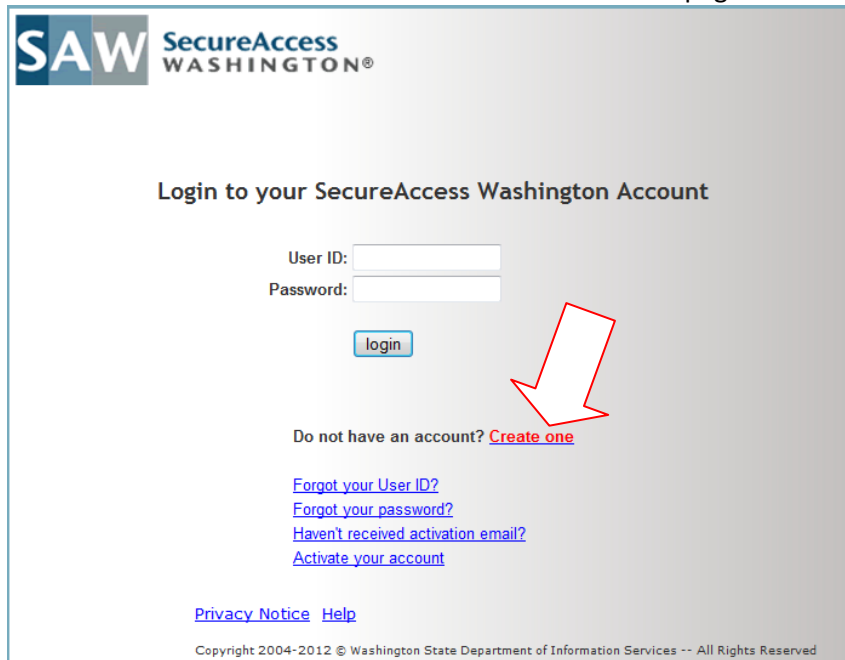 page
SAW SecureAccess
WASHINGTON®
Login to your SecureAccess Washington Account
User ID:
Password:
login
Do not have an account? Create one
Forgot your User ID?
Forgot your password?
Haven't received activation email?
Activate your account
Privacy Notice Help
Copyright 2004-2012 © Washington State Department of Information Services -- All Rights Reserved